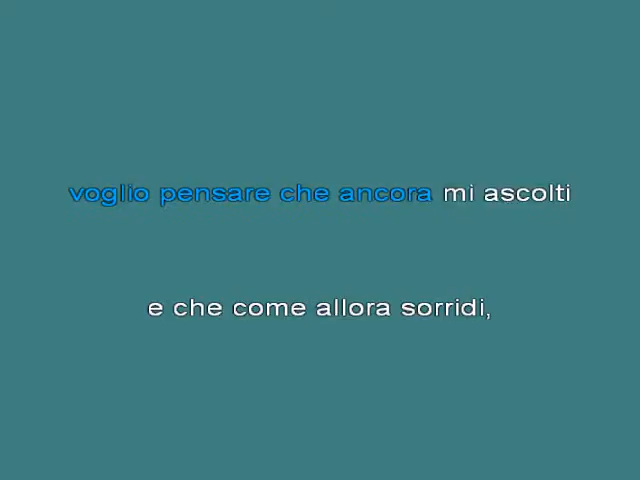 voglio pensare che ancora mi ascolti
e che come allora sorridi,